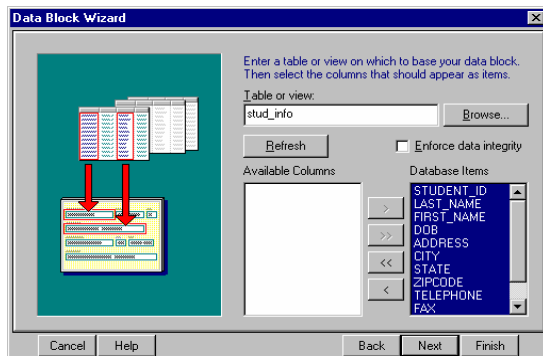 Data Block Wizard
Enter a table or view on which to base your data block.
Then select the columns that should appear as items.
Table or view:
stud_info
Browse...
Refresh
Enforce data integrity
Available Columns
Database Items
STUDENT_ID
LAST_NAME
FIRST_NAME
DOB
ADDRESS
CITY
STATE
ZIPCODE
TELEPHONE
FAX
>
>>
<<
<
Cancel
Help
Back
Next
Finish